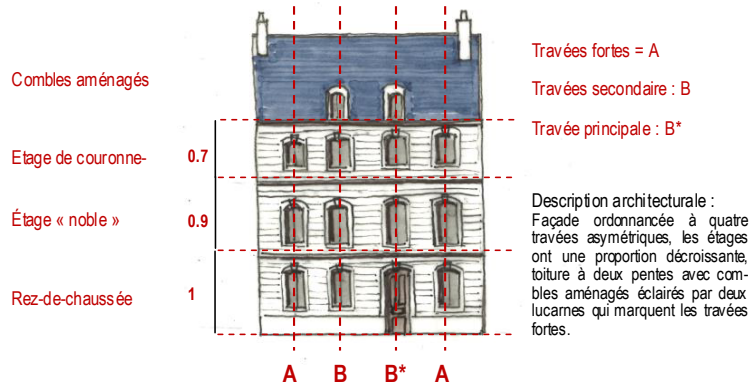 Combles aménagés
Etage de couronne-
0.7
Étage « noble »
0.9
Rez-de-chaussée
1
A
B
B*
A
Travées fortes = A
Travées secondaire : B
Travée principale : B*
Description architecturale :
Façade ordonnancée à quatre
travées asymétriques, les étages
ont une proportion décroissante,
toiture à deux pentes avec com-
bles aménagés éclairés par deux
lucarnes qui marquent les travées
fortes.